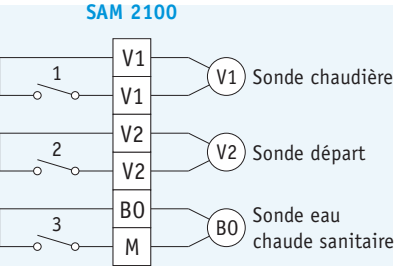 SAM 2100
V1
1
V1
V1 Sonde chaudière
V2
2
V2
V2 Sonde départ
B0
3
M
B0 Sonde eau
chaude sanitaire